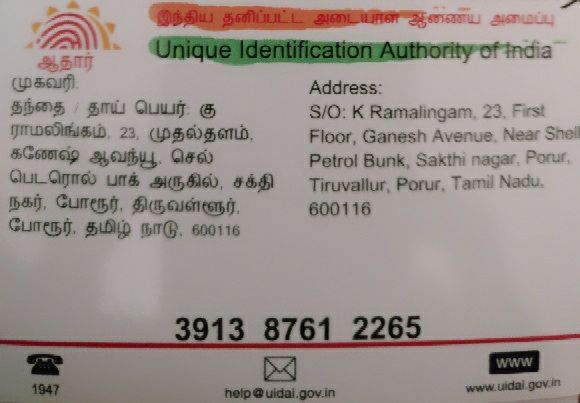 இந்திய தனிப்பட்ட அடையாள ஆணைய அமைப்பு
Unique Identification Authority of India
ஆதார்
முகவரி:
தந்தை / தாய் பெயர்: கு
ராமலிங்கம், 23, முதல்தளம்,
கணேஷ் ஆவந்யூ, செல்
பெடரொல் பாக் அருகில், சக்தி
நகர், போரூர், திருவள்ளூர்,
போரூர், தமிழ் நாடு, 600116
Address:
S/O: K Ramalingam, 23, First
Floor, Ganesh Avenue, Near Shell
Petrol Bunk, Sakthi nagar, Porur,
Tiruvallur, Porur, Tamil Nadu,
600116
3913 8761 2265
1947
help@uidai.gov.in
www
www.uidai.gov.in